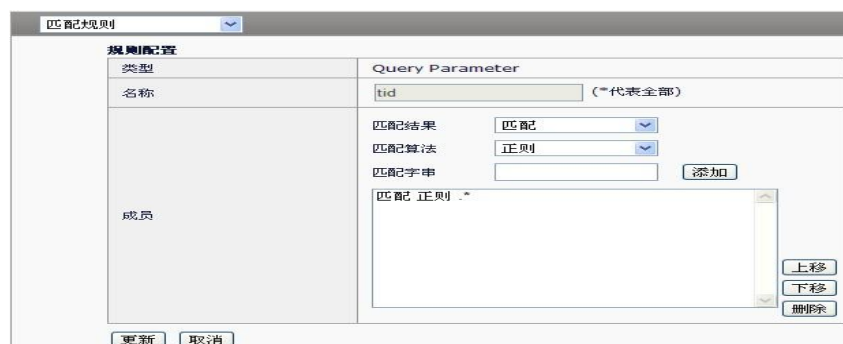 匹配规则
规则配置
类型 Query Parameter
名称 tid (*代表全部)
匹配结果 匹配
匹配算法 正则
匹配字串 添加
成员
匹配 正则 .*
上移
下移
删除
更新 取消